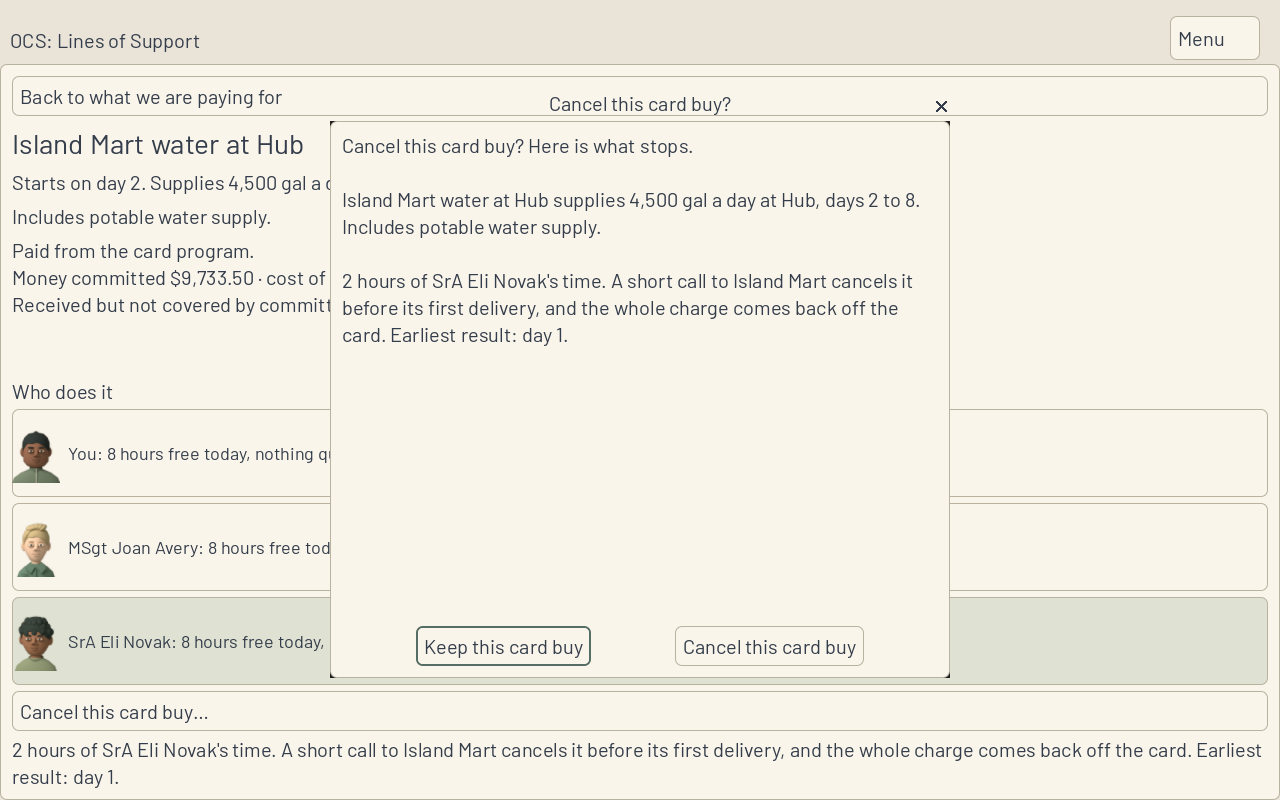 OCS: Lines of Support
Menu
Back to what we are paying for
Cancel this card buy?
Island Mart water at Hub
Starts on day 2. Supplies 4,500 gal a
Includes potable water supply.
Paid from the card program.
Money committed $9,733.50 · cost of
Received but not covered by
Cancel this card buy? Here is what stops.
Island Mart water at Hub supplies 4,500 gal a day at Hub, days 2 to 8.
Includes potable water supply.
2 hours of SrA Eli Novak's time. A short call to Island Mart cancels it
before its first delivery, and the whole charge comes back off the
card. Earliest result: day 1.
Who does it
You: 8 hours free today, nothing
MSgt Joan Avery: 8 hours free
SrA Eli Novak: 8 hours free today,
Keep this card buy
Cancel this card buy
Cancel this card buy...
2 hours of SrA Eli Novak's time. A short call to Island Mart cancels it before its first delivery, and the whole charge comes back off the card. Earliest
result: day 1.